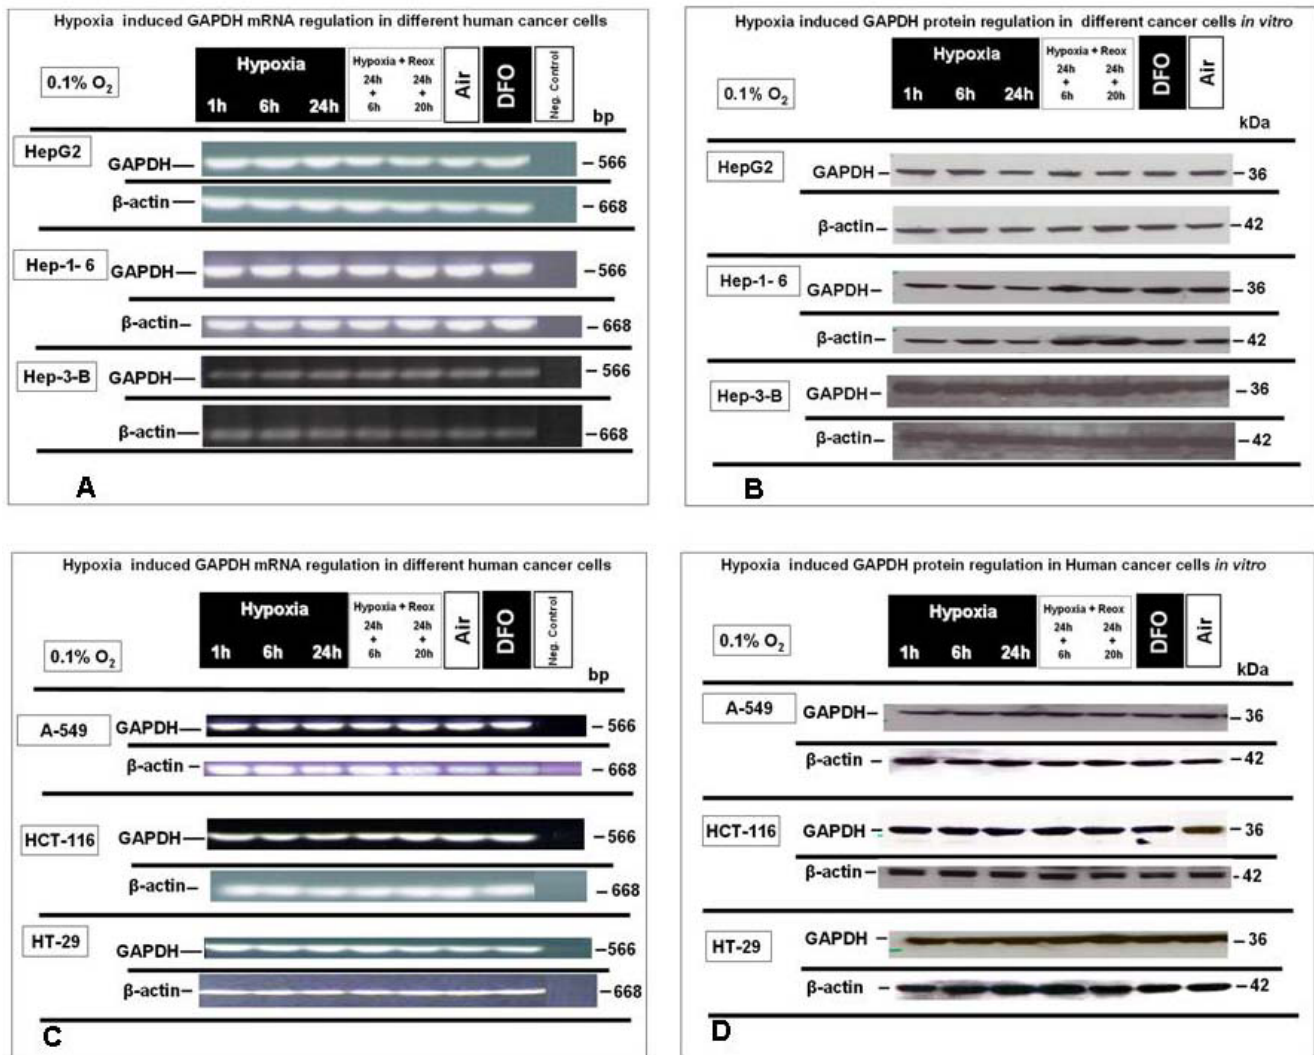 Hypoxia induced GAPDH mRNA regulation in different human cancer cells
0.1% O2
Hypoxia
1h 6h 24h
Hypoxia + Reox
24h 24h
+ +
6h 20h
Air
DFO
Neg. Control
bp
HepG2
GAPDH— – 566
β-actin— – 668
Hep-1- 6
GAPDH— – 566
β-actin– – 668
Hep-3-B
GAPDH— – 566
β-actin— – 668
A
Hypoxia induced GAPDH protein regulation in different cancer cells in vitro
0.1% O2
Hypoxia
1h 6h 24h
Hypoxia + Reox
24h 24h
+ +
6h 20h
DFO
Air
kDa
HepG2
GAPDH – – 36
β-actin – – 42
Hep-1- 6
GAPDH– – 36
β-actin– – 42
Hep-3-B
GAPDH– – 36
β-actin– – 42
B
Hypoxia induced GAPDH mRNA regulation in different human cancer cells
0.1% O2
Hypoxia
1h 6h 24h
Hypoxia + Reox
24h 24h
+ +
6h 20h
Air
DFO
Neg. Control
bp
A-549
GAPDH— – 566
β-actin – – 668
HCT-116
GAPDH— – 566
β-actin– – 668
HT-29
GAPDH— – 566
β-actin— – 668
C
Hypoxia induced GAPDH protein regulation in Human cancer cells in vitro
0.1% O2
Hypoxia
1h 6h 24h
Hypoxia + Reox
24h 24h
+ +
6h 20h
DFO
Air
kDa
A-549
GAPDH– – 36
β-actin – – 42
HCT-116
GAPDH – – 36
β-actin – - 42
HT-29
GAPDH – – 36
β-actin – – 42
D